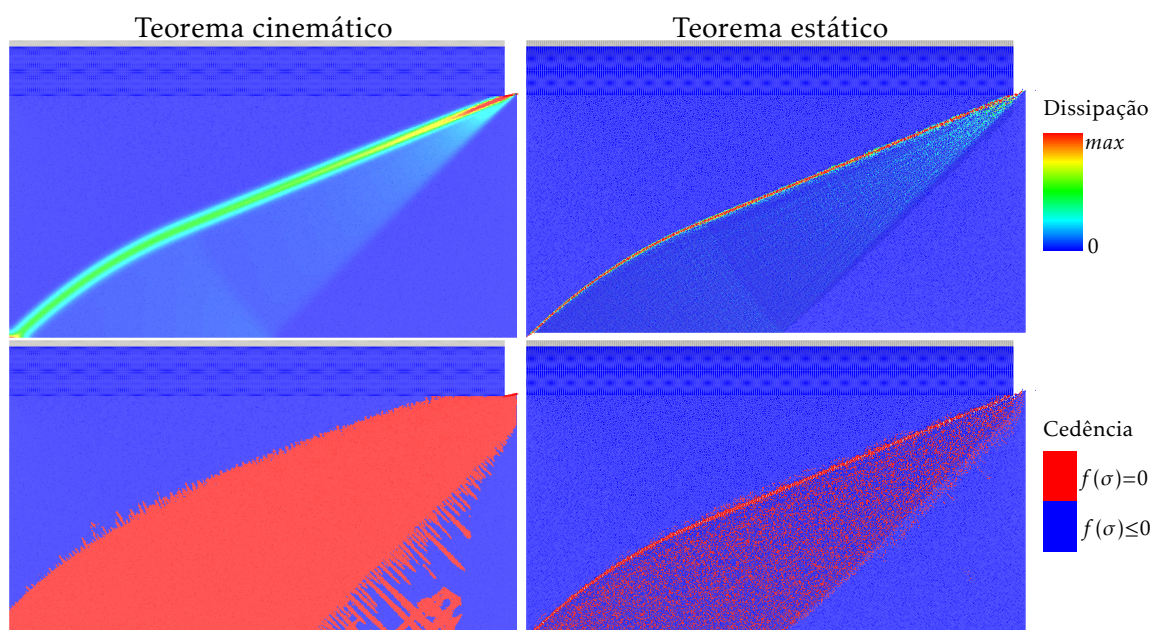 Teorema cinemático
Teorema estático
Dissipação
max
0
Cedência
f(σ)=0
f(σ)≤0